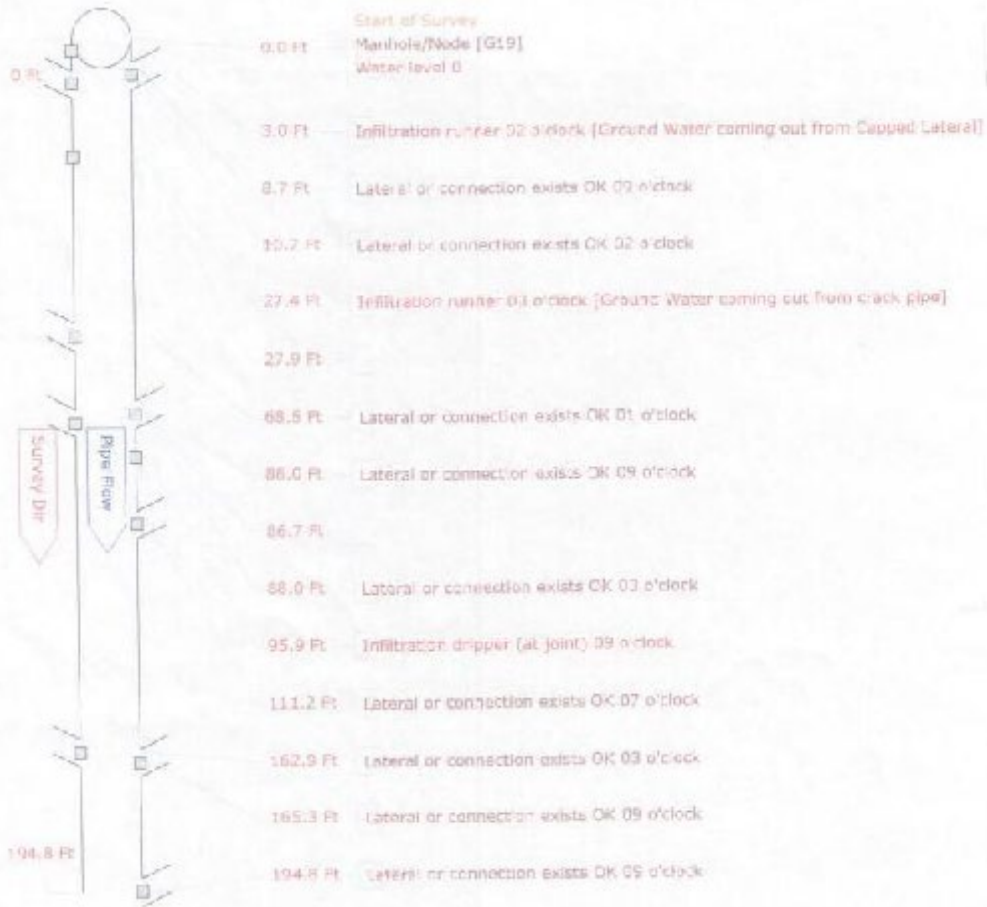 Start of Survey
0.0 Ft Manhole/Node [G19]
Water level 0
0 Ft
3.0 Ft Infiltration runner 02 o'clock [Ground Water coming out from Capped Lateral]
8.7 Ft Lateral or connection exists OK 09 o'clock
10.7 Ft Lateral or connection exists OK 02 o'clock
27.4 Ft Infiltration runner 03 o'clock [Ground Water coming out from crack pipe]
27.9 Ft
68.5 Ft Lateral or connection exists OK 01 o'clock
Survey Dir
Pipe Flow
Lateral or connection exists OK 09 o'clock
86.7 Ft
88.0 Ft Lateral or connection exists OK 03 o'clock
95.9 Ft Infiltration dripper (at joint) 09 o'clock
111.2 Ft Lateral or connection exists OK 07 o'clock
162.9 Ft Lateral or connection exists OK 03 o'clock
165.3 Ft Lateral or connection exists OK 09 o'clock
194.8 Ft
194.8 Ft Lateral or connection exists OK o'clock